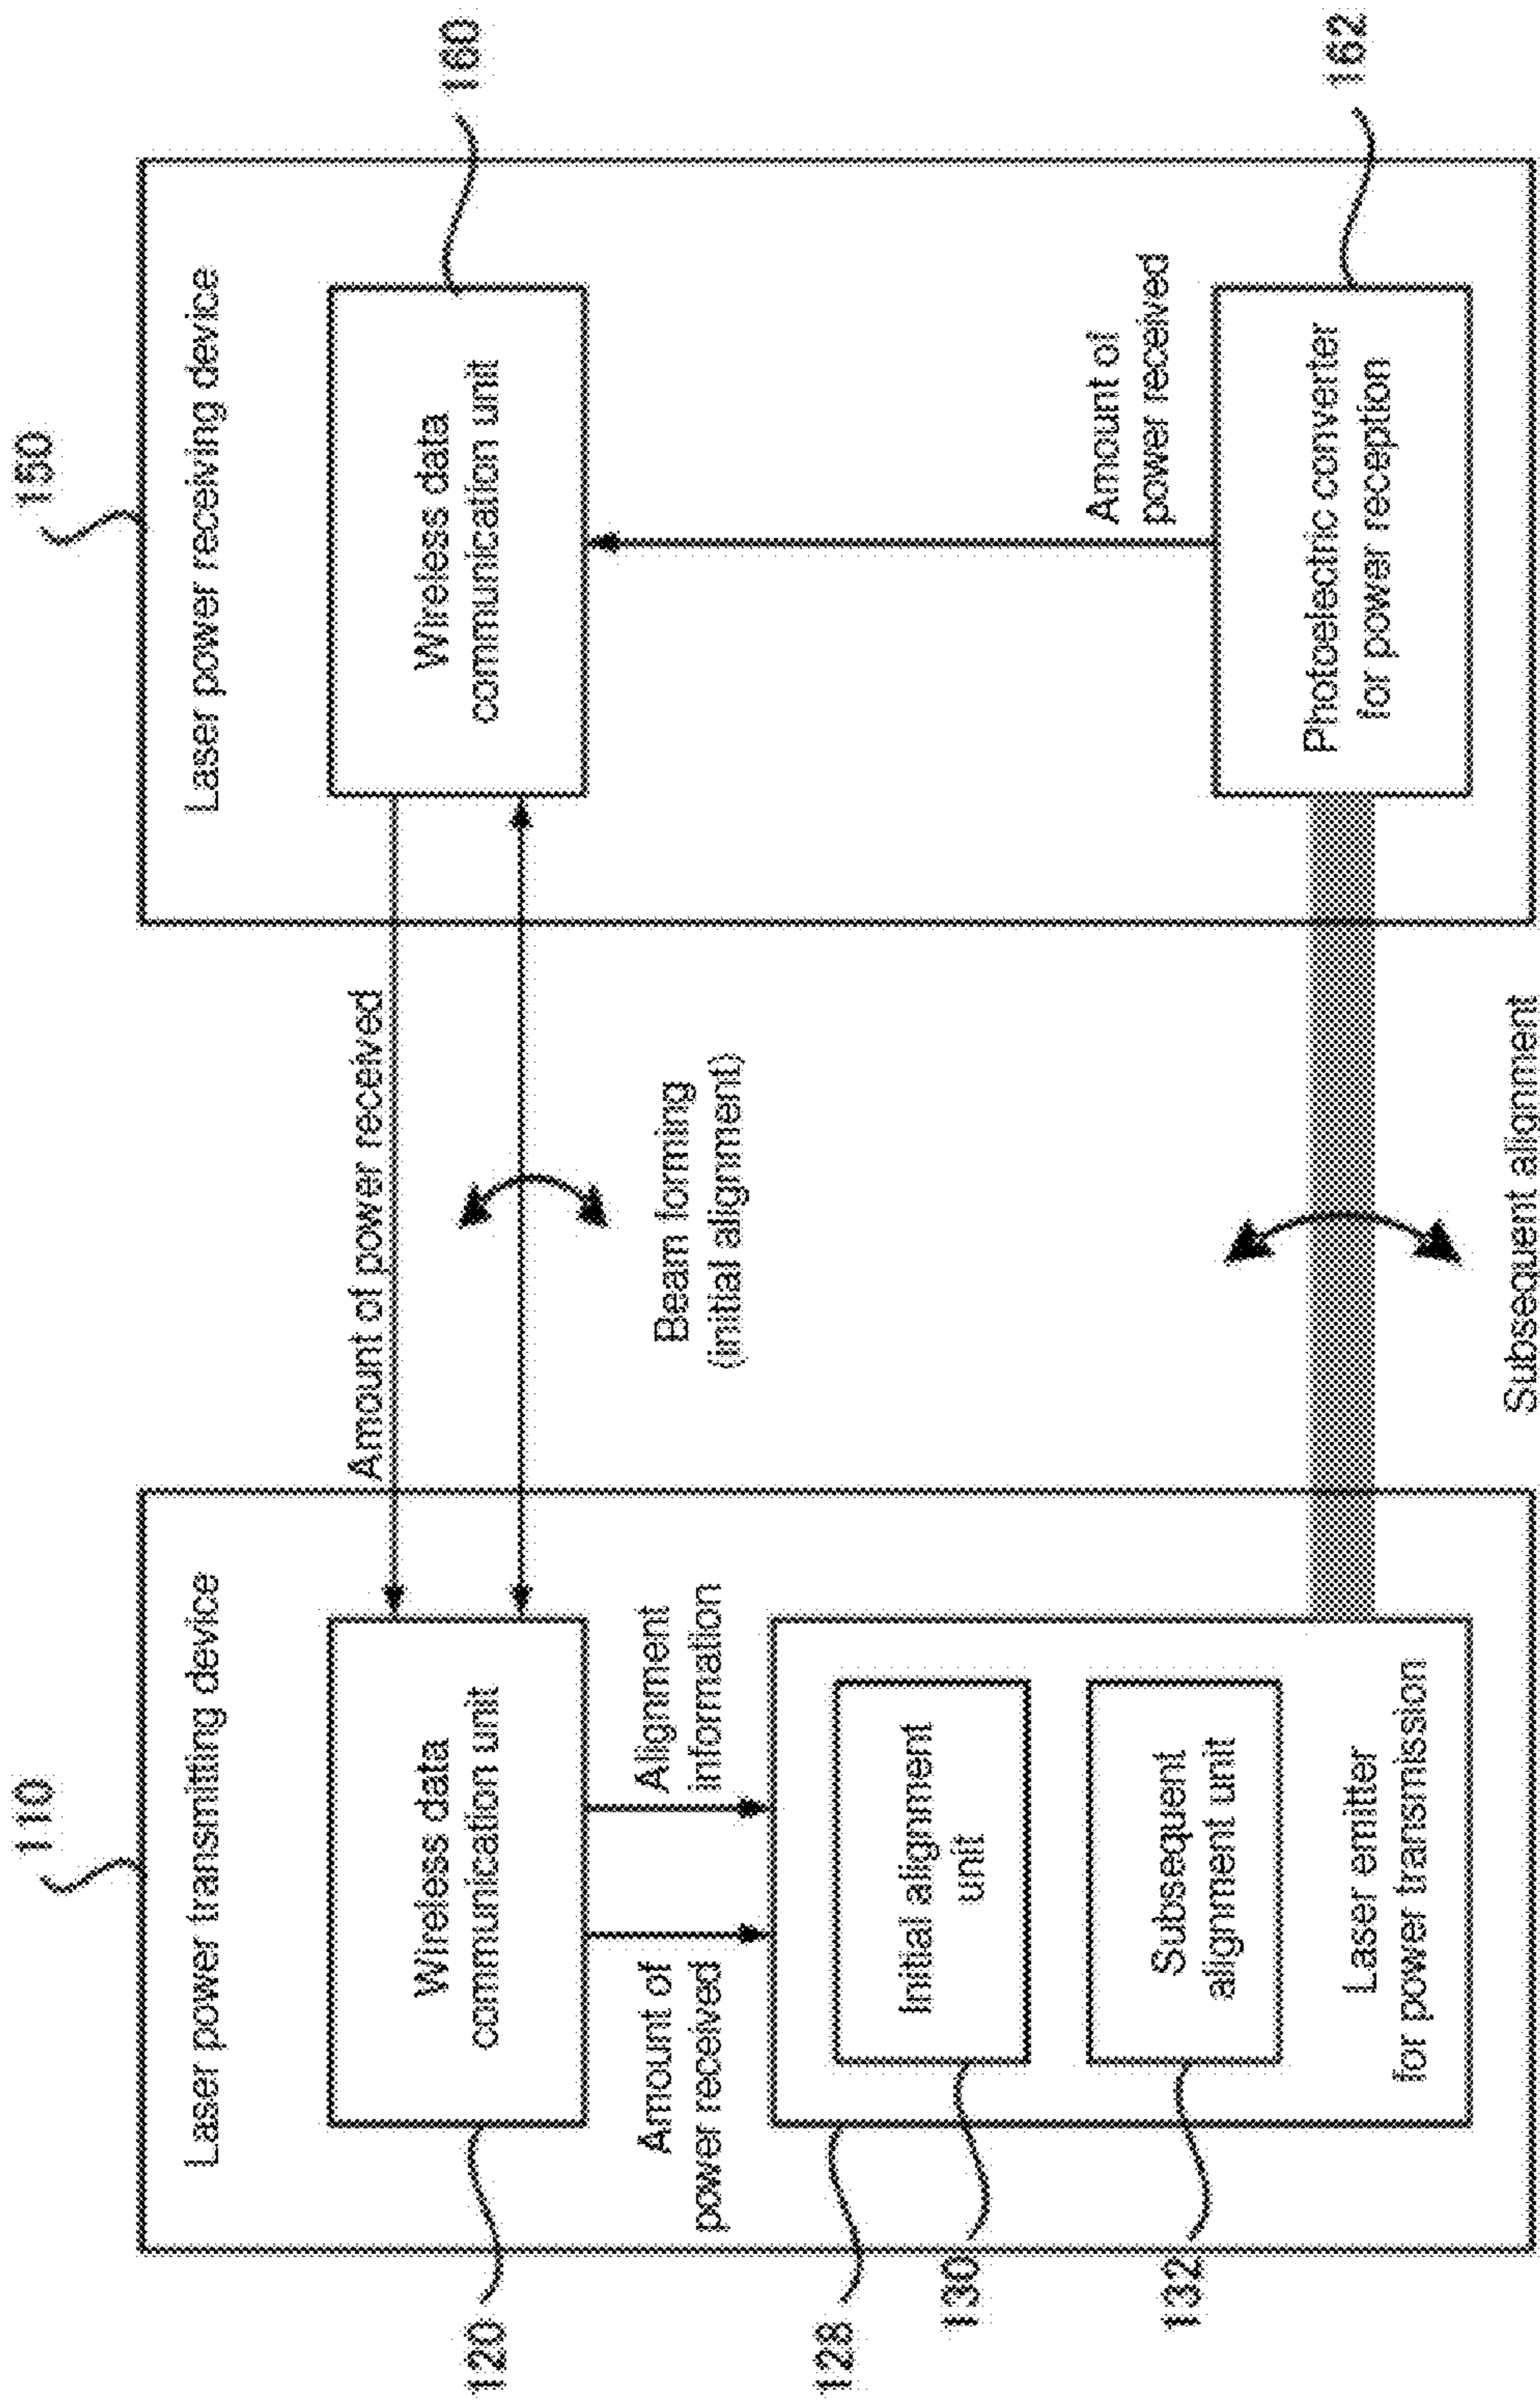 110
150
Laser power transmitting device
Laser power receiving device
120
Wireless data
communication unit
Amount of power received
Wireless data
communication unit
160
Beam forming
(initial alignment)
Amount of
power received
Alignment
information
128
130
Initial alignment
unit
132
Subsequent
alignment unit
Laser emitter
for power transmission
Amount of
power received
Photoelectric converter
for power reception
162
Subsequent alignment